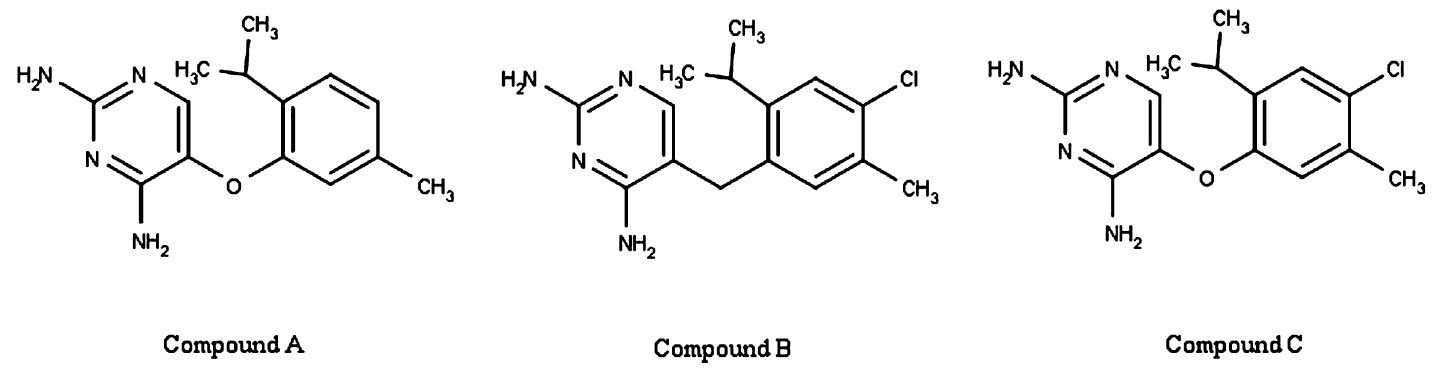 CH3
H2N N H3C
N O
NH2 CH3
CH3
H2N N H3C Cl
N
NH2 CH3
CH3
H2N N H3C Cl
N O
NH2 CH3
Compound A
Compound B
Compound C